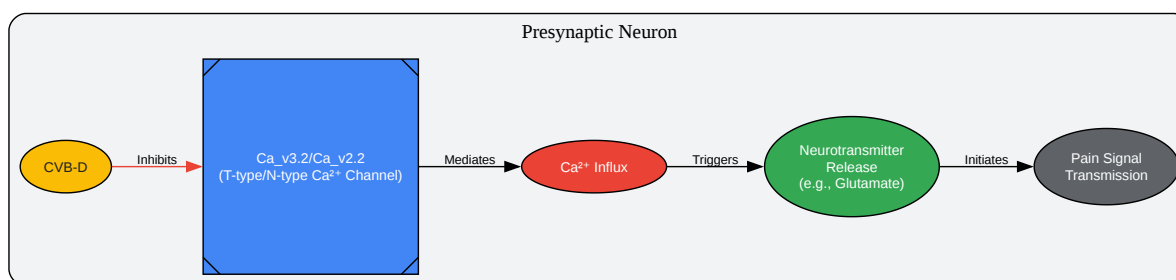 Presynaptic Neuron
CVB-D
Inhibits
Ca_v3.2/Ca_v2.2
(T-type/N-type Ca²⁺ Channel)
Mediates
Ca²⁺ Influx
Triggers
Neurotransmitter
Release
(e.g., Glutamate)
Initiates
Pain Signal
Transmission